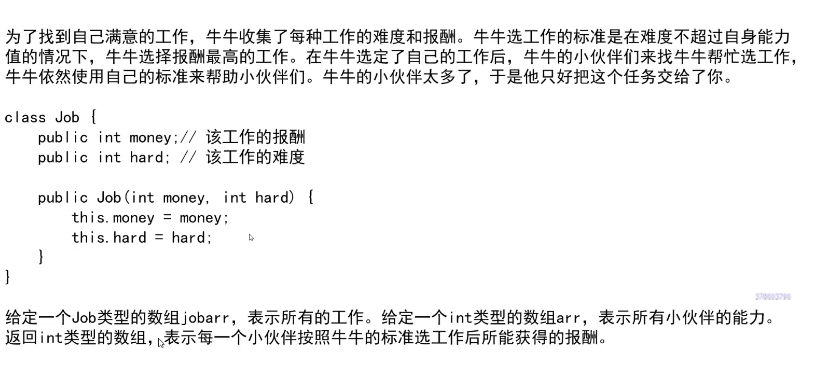 为了找到自己满意的工作，牛牛收集了每种工作的难度和报酬。牛牛选工作的标准是在难度不超过自身能力
值的情况下，牛牛选择报酬最高的工作。在牛牛选定了自己的工作后，牛牛的小伙伴们来找牛牛帮忙选工作，
牛牛依然使用自己的标准来帮助小伙伴们。牛牛的小伙伴太多了，于是他只好把这个任务交给了你。
class Job {
public int money;// 该工作的报酬
public int hard; // 该工作的难度
public Job(int money, int hard) {
this.money = money;
this.hard = hard;
}
}
给定一个Job类型的数组jobarr，表示所有的工作。给定一个int类型的数组arr，表示所有小伙伴的能力。
返回int类型的数组，表示每一个小伙伴按照牛牛的标准选工作后所能获得的报酬。